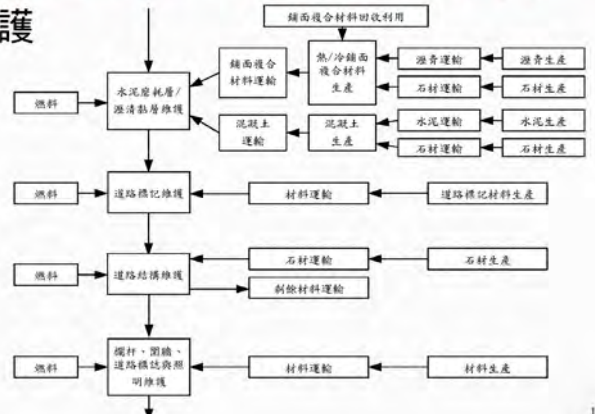 護
鋪面複合材料回收利用
鋪面複合
材料運輸
熱/冷鋪面
複合材料
生產
瀝青運輸
瀝青生產
石材運輸
石材生產
燃料
水泥磨耗層/
瀝清黏層維護
混凝土
運輸
混凝土
生產
水泥運輸
水泥生產
石材運輸
石材生產
燃料
道路標記維護
材料運輸
道路標記材料生產
燃料
道路結構維護
石材運輸
石材生產
剩餘材料運輸
燃料
欄杆、圍牆、
道路標誌與照
明維護
材料運輸
材料生產